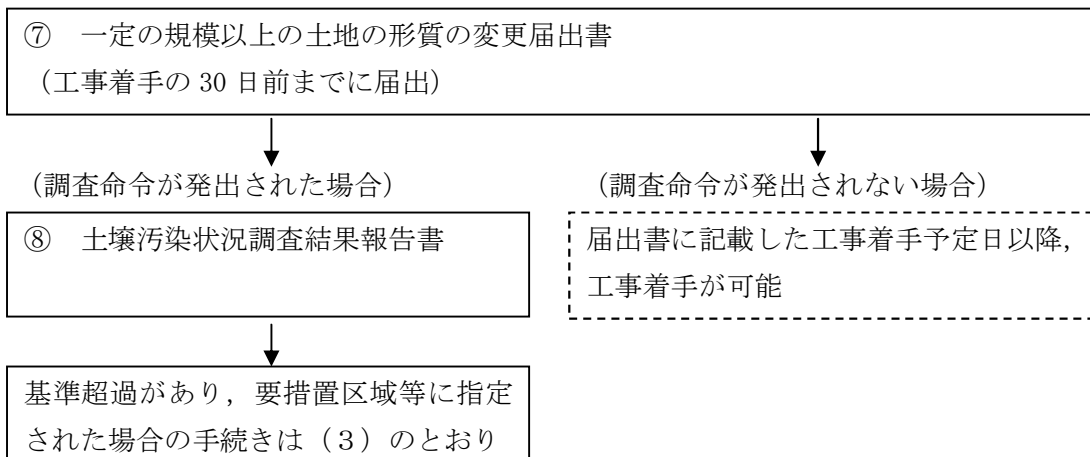 ⑦ 一定の規模以上の土地の形質の変更届出書
（工事着手の 30 日前までに届出）
（調査命令が発出された場合）
（調査命令が発出されない場合）
⑧ 土壌汚染状況調査結果報告書
届出書に記載した工事着手予定日以降，
工事着手が可能
基準超過があり，要措置区域等に指定
された場合の手続きは（３）のとおり